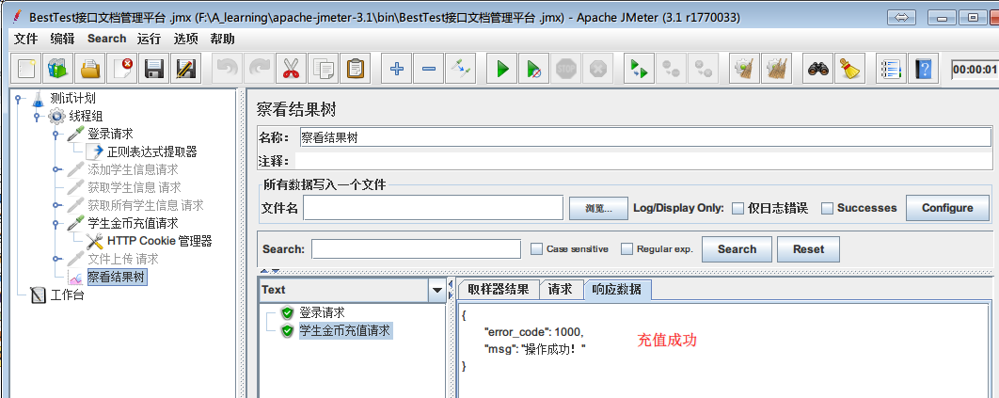 BestTest接口文档管理平台 .jmx (F:\A_learning\apache-jmeter-3.1\bin\BestTest接口文档管理平台 .jmx) - Apache JMeter (3.1 r1770033)
文件 编辑 Search 运行 选项 帮助
00:00:01
测试计划
线程组
登录请求
正则表达式提取器
添加学生信息请求
获取学生信息 请求
获取所有学生信息 请求
学生金币充值请求
HTTP Cookie 管理器
文件上传 请求
察看结果树
工作台
察看结果树
名称: 察看结果树
注释:
所有数据写入一个文件
文件名 浏览... Log/Display Only: 仅日志错误 Successes Configure
Search: Case sensitive Regular exp. Search Reset
Text
登录请求
学生金币充值请求
取样器结果 请求 响应数据
{
"error_code": 1000,
"msg": "操作成功！"
}
充值成功